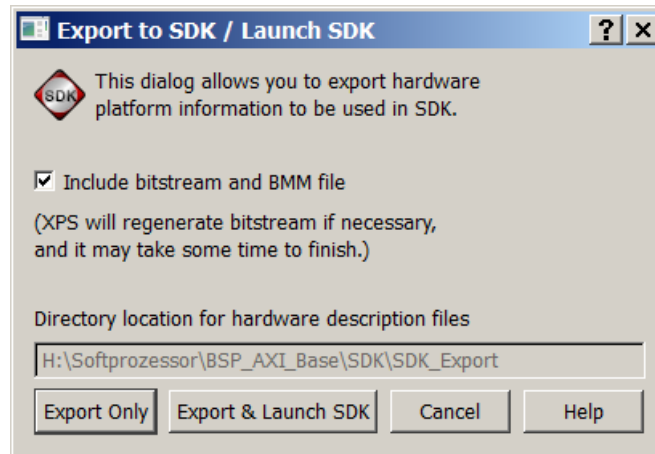 Export to SDK / Launch SDK
SDK
This dialog allows you to export hardware
platform information to be used in SDK.
Include bitstream and BMM file
(XPS will regenerate bitstream if necessary,
and it may take some time to finish.)
Directory location for hardware description files
H:\Softprozessor\BSP_AXI_Base\SDK\SDK_Export
Export Only Export & Launch SDK Cancel Help